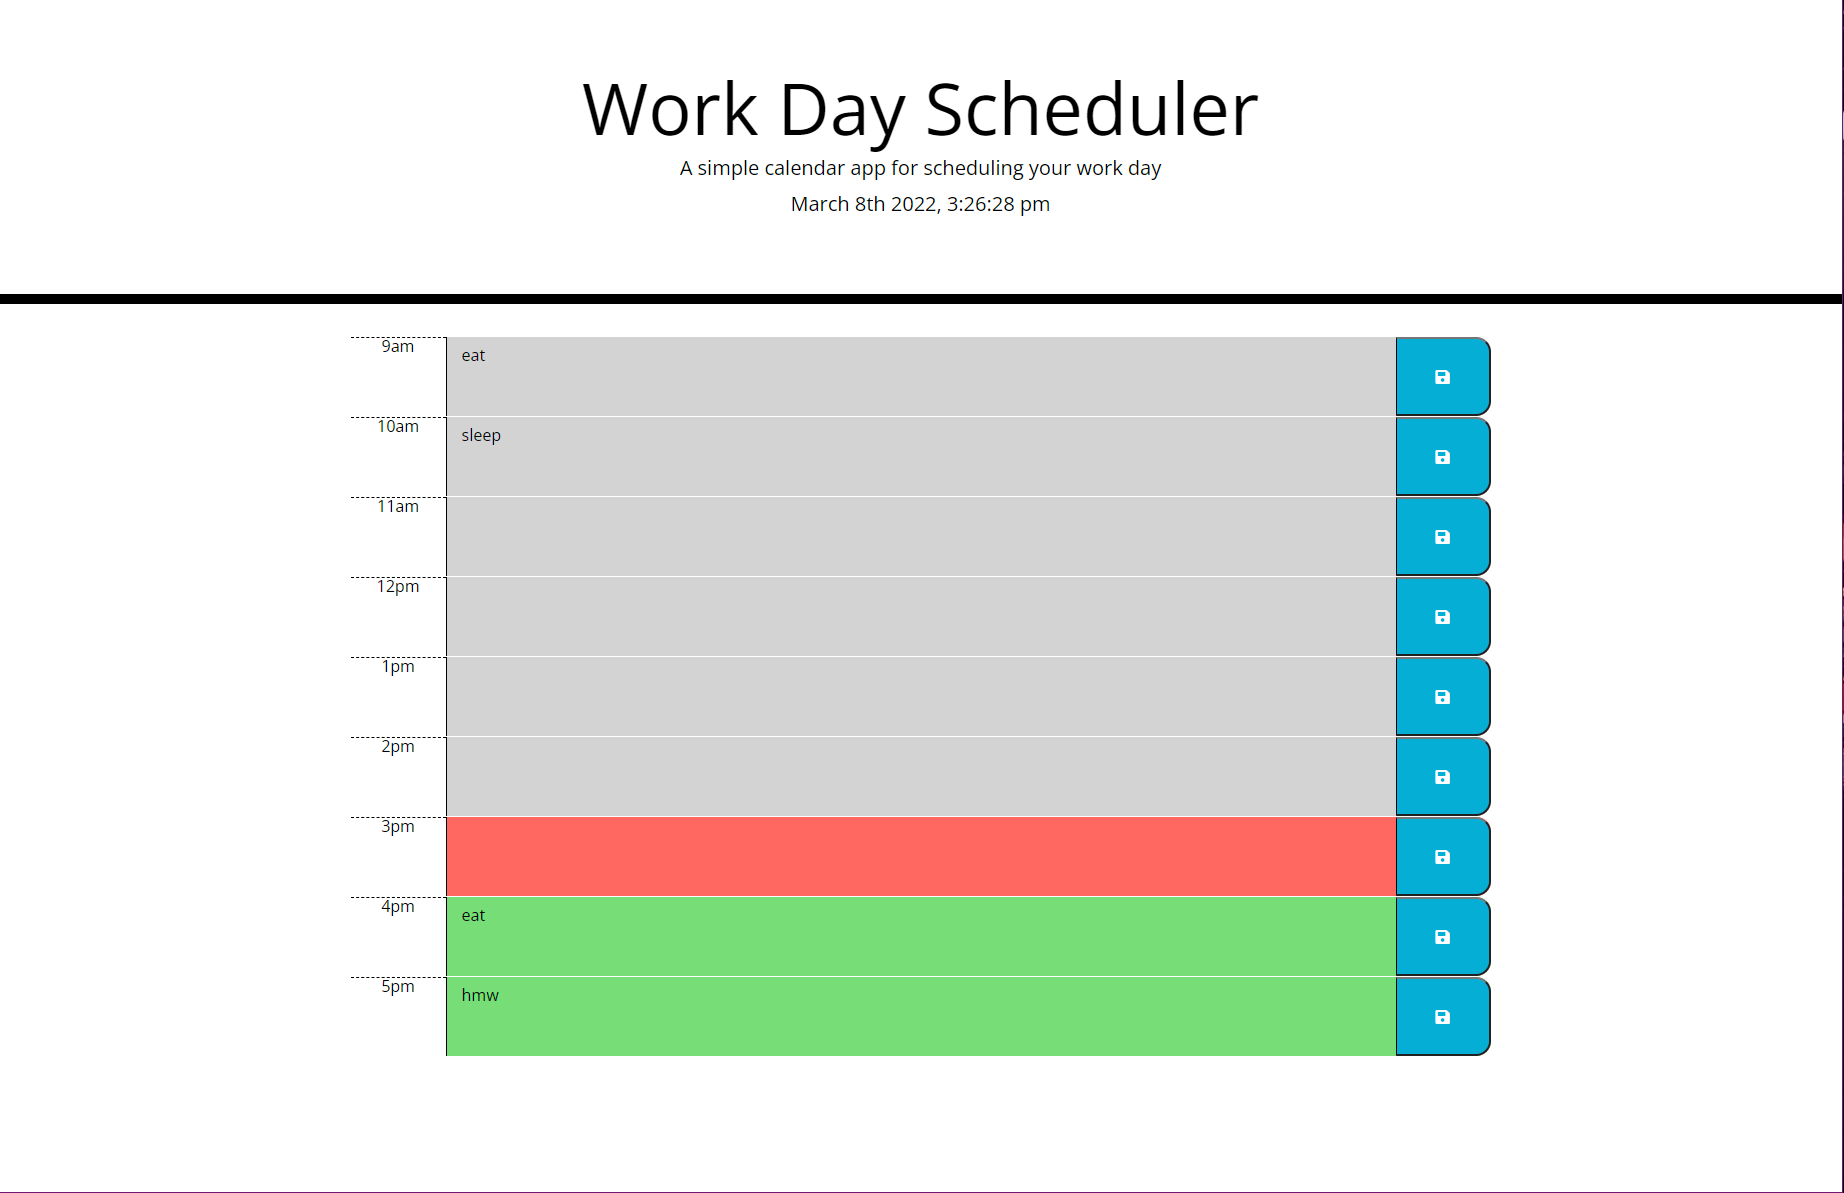 Work Day Scheduler
A simple calendar app for scheduling your work day
March 8th 2022, 3:26:28 pm
9am eat
10am sleep
11am
12pm
1pm
2pm
3pm
4pm eat
5pm hmw